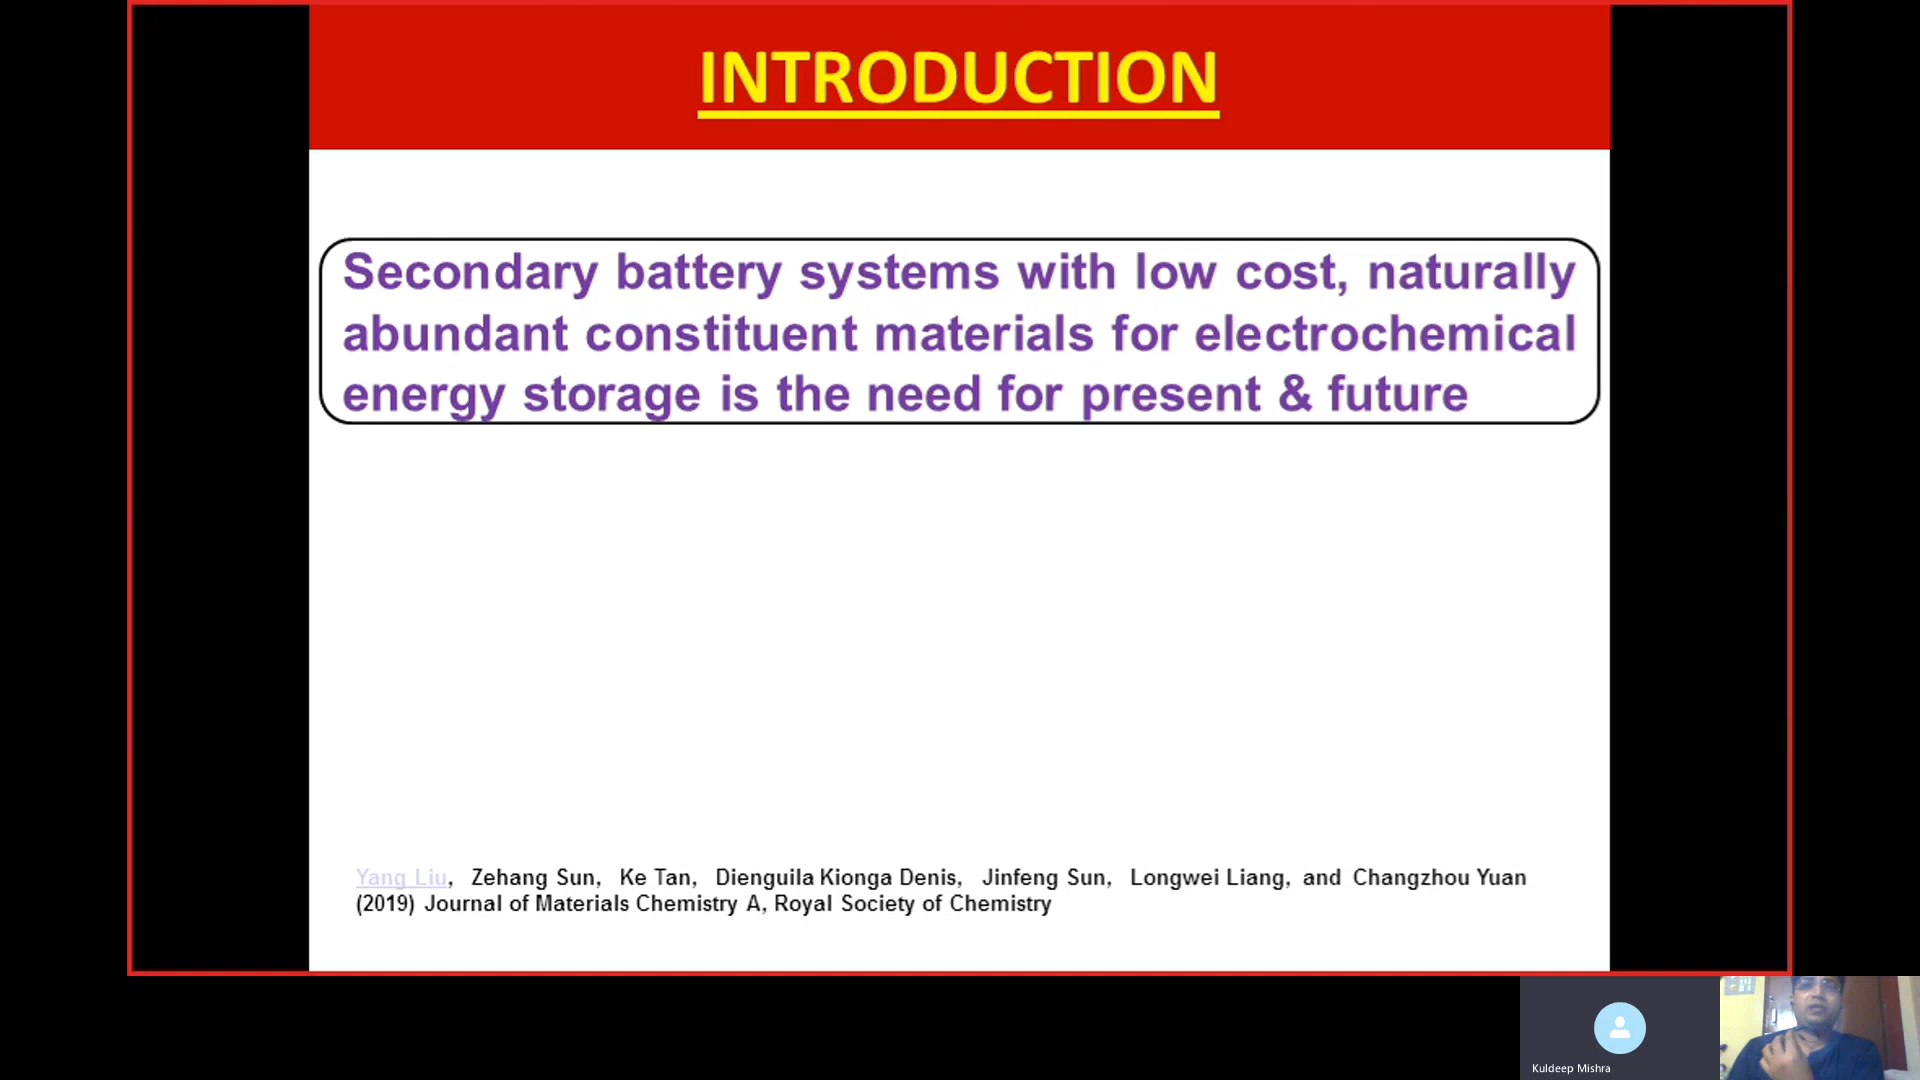 INTRODUCTION
Secondary battery systems with low cost, naturally
abundant constituent materials for electrochemical
energy storage is the need for present & future
Yang Liu, Zehang Sun, Ke Tan, Dienguila Kionga Denis, Jinfeng Sun, Longwei Liang, and Changzhou Yuan
(2019) Journal of Materials Chemistry A, Royal Society of Chemistry
Kuldeep Mishra